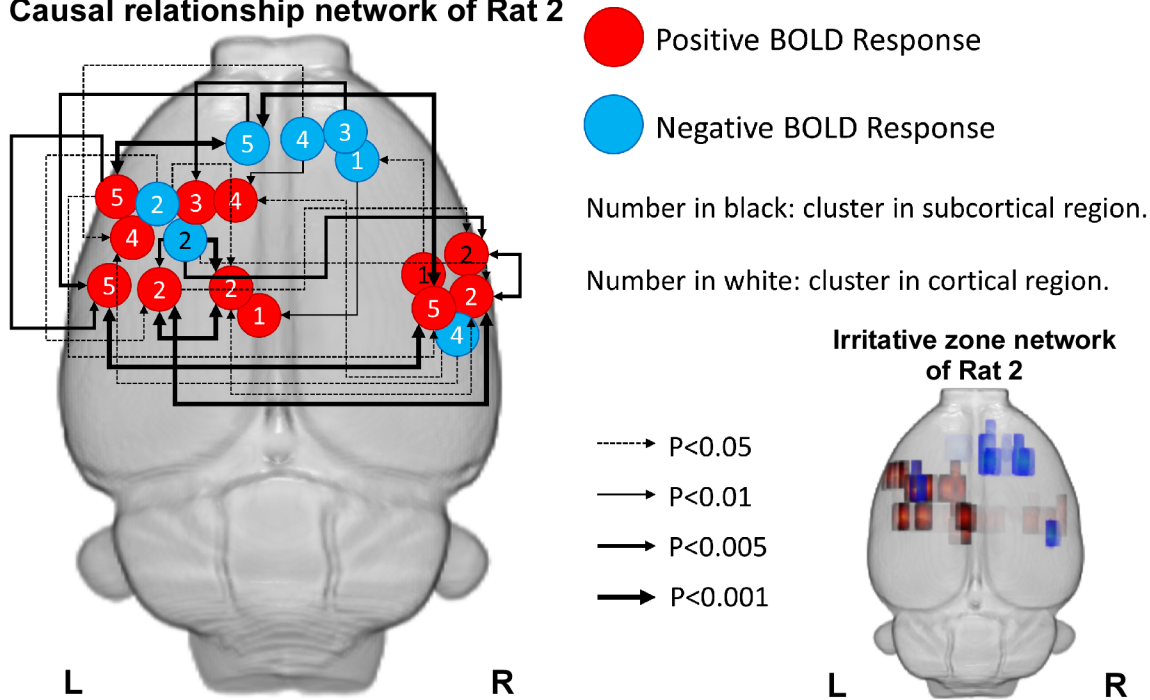 Causal relationship network of Rat 2
Positive BOLD Response
Negative BOLD Response
Number in black: cluster in subcortical region.
Number in white: cluster in cortical region.
5
4
3
1
5
2
3
4
4
2
5
2
2
1
2
1
2
5
4
Irritative zone network
of Rat 2
P<0.05
P<0.01
P<0.005
P<0.001
L
R
L
R